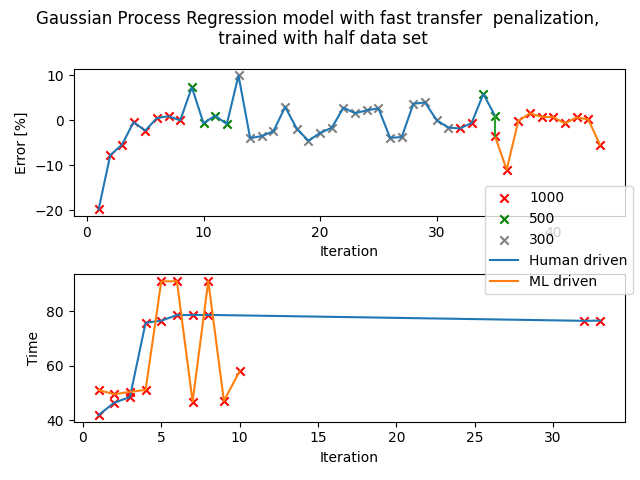 Gaussian Process Regression model with fast transfer  penalization,
trained with half data set
10
0
−10
−20
Error [%]
0 10 20 30 40
Iteration
1000
500
300
Human driven
ML driven
80
60
40
Time
0 5 10 15 20 25 30
Iteration